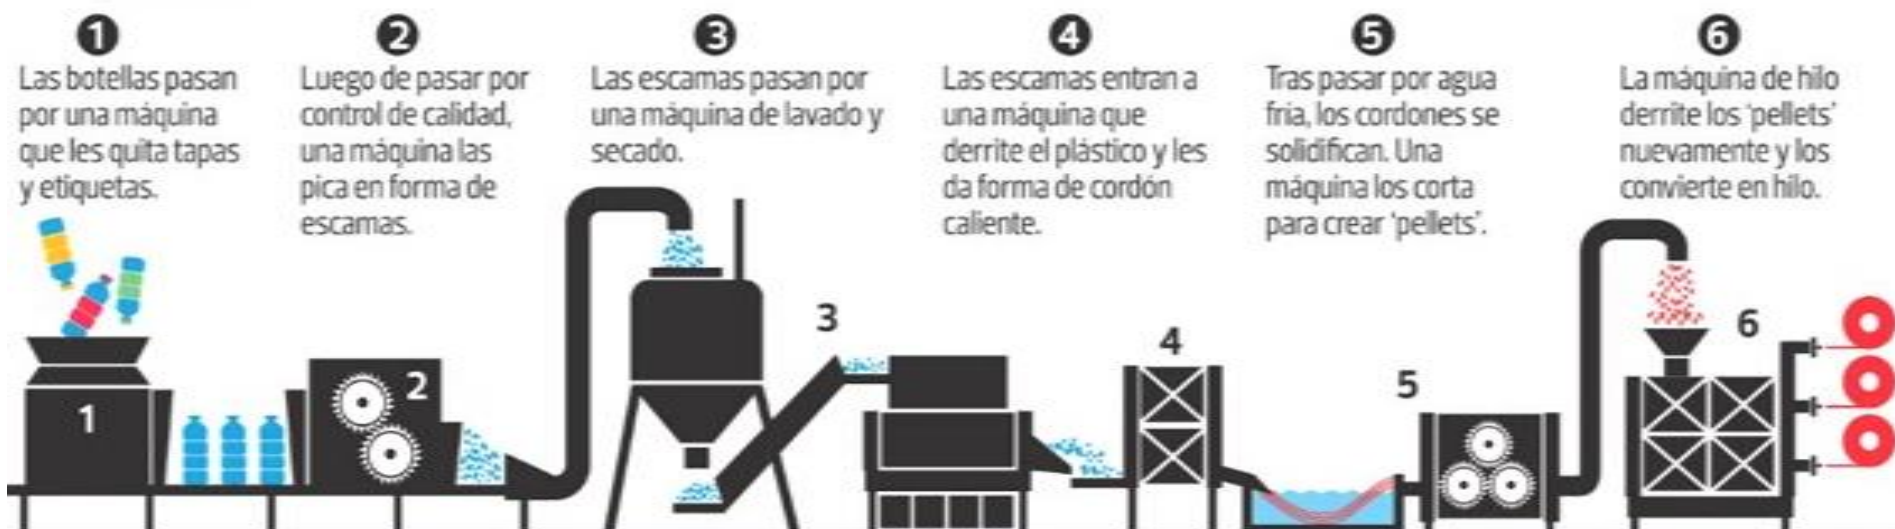 1
Las botellas pasan
por una máquina
que les quita tapas
y etiquetas.
2
Luego de pasar por
control de calidad,
una máquina las
pica en forma de
escamas.
3
Las escamas pasan por
una máquina de lavado y
secado.
4
Las escamas entran a
una máquina que
derrite el plástico y les
da forma de cordón
caliente.
5
Tras pasar por agua
fría, los cordones se
solidifican. Una
máquina los corta
para crear ‘pellets’.
6
La máquina de hilo
derrite los ‘pellets’
nuevamente y los
convierte en hilo.
1
2
3
4
5
6